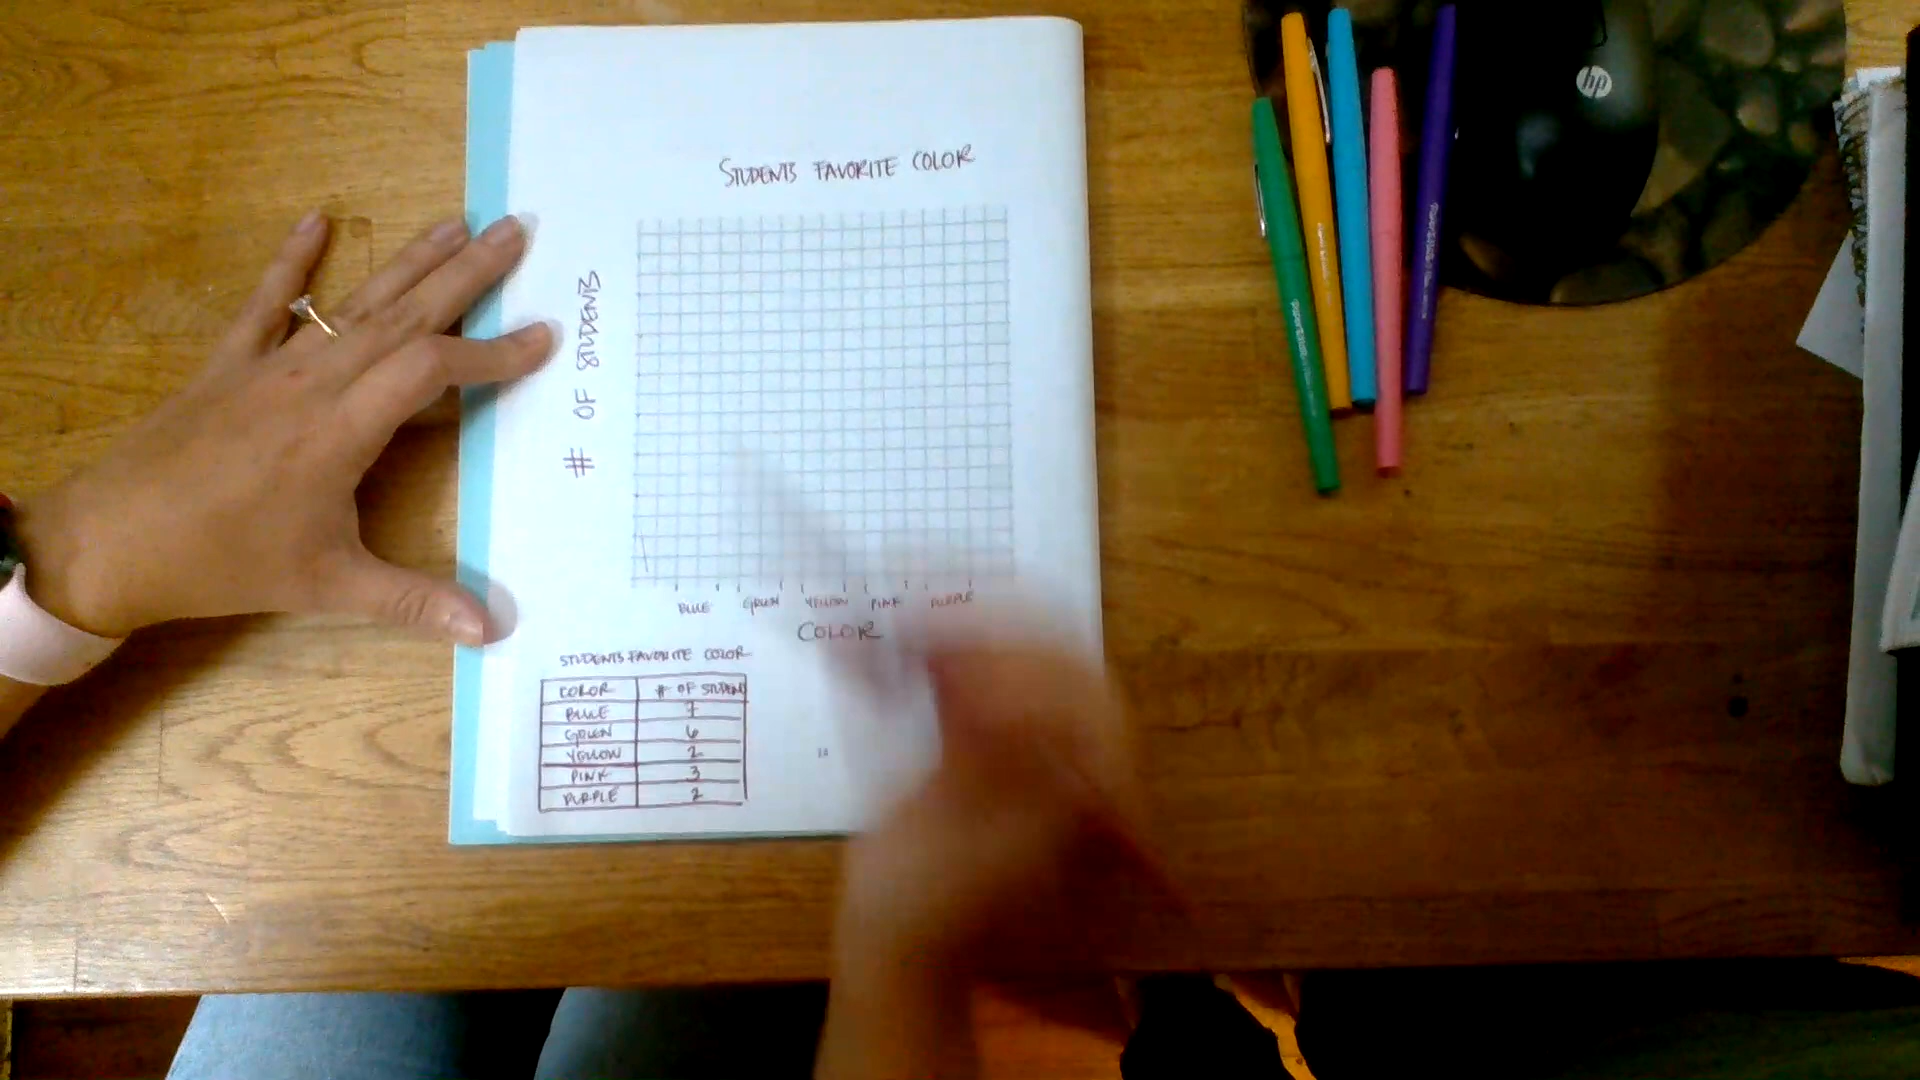 hp
STUDENTS FAVORITE COLOR
# OF STUDENTS
BLUE GREEN YELLOW PINK PURPLE
COLOR
STUDENTS FAVORITE COLOR
COLOR # OF STUDENTS
BLUE 7
GREEN 6
YELLOW 2
PINK 3
PURPLE 2